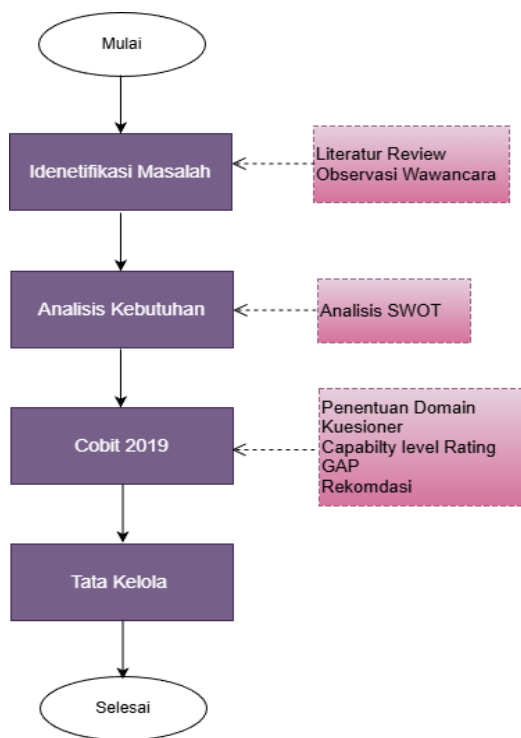 Mulai
Idenetifikasi Masalah
Literatur Review
Observasi Wawancara
Analisis Kebutuhan
Analisis SWOT
Cobit 2019
Penentuan Domain
Kuesioner
Capabilty level Rating
GAP
Rekomdasi
Tata Kelola
Selesai